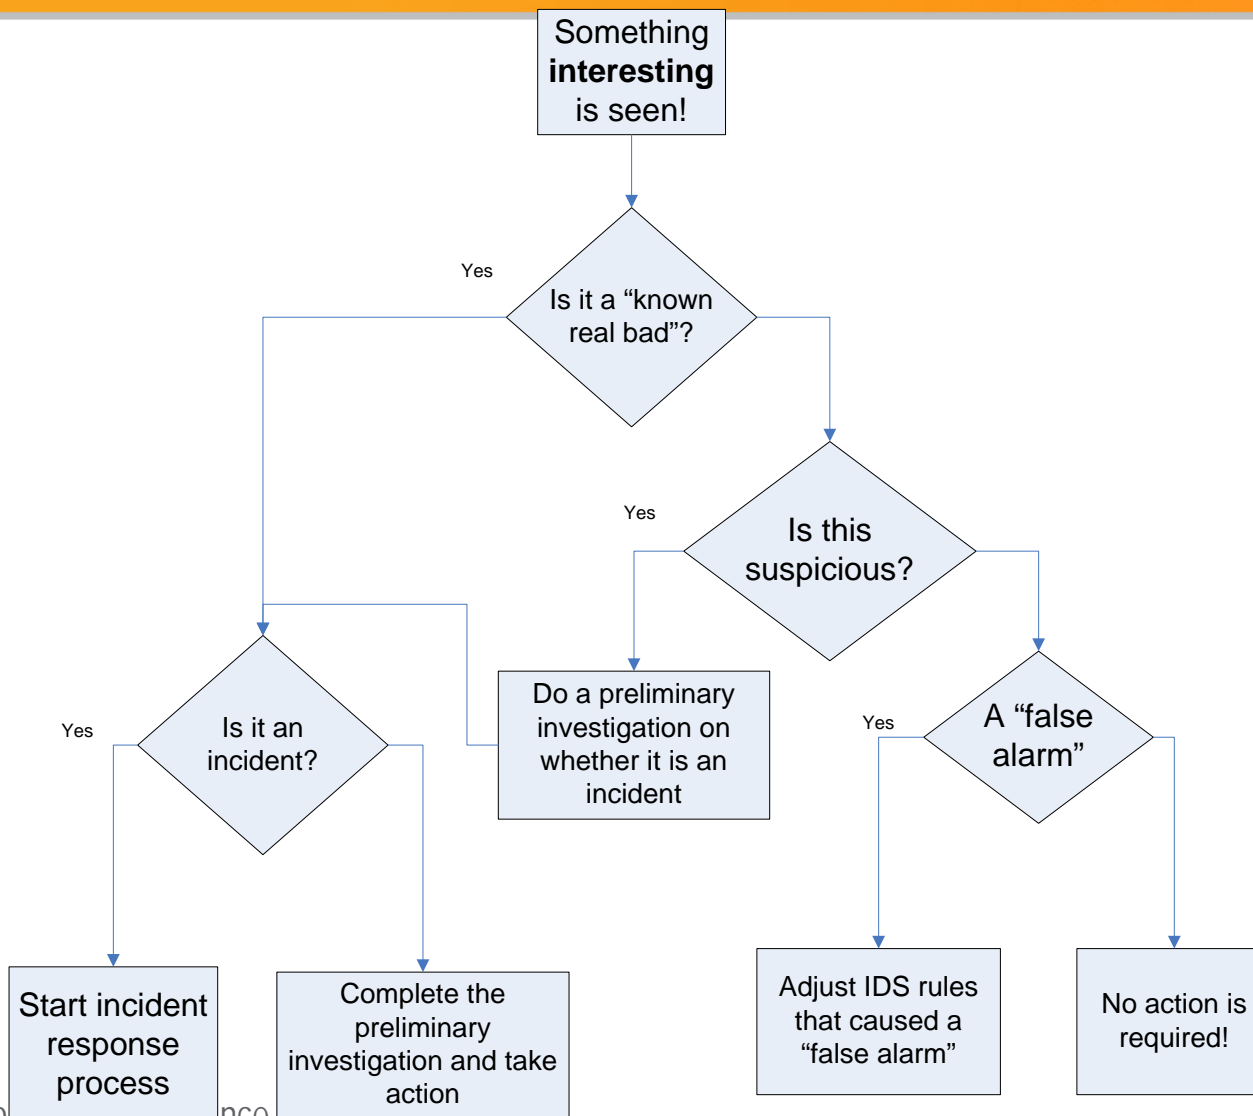 Something
interesting
is seen!
Yes
Is it a “known
real bad”?
Yes
Is this
suspicious?
Do a preliminary
investigation on
whether it is an
incident
Yes
Is it an
incident?
Yes
A “false
alarm”
Start incident
response
process
Complete the
preliminary
investigation and take
action
Adjust IDS rules
that caused a
“false alarm”
No action is
required!